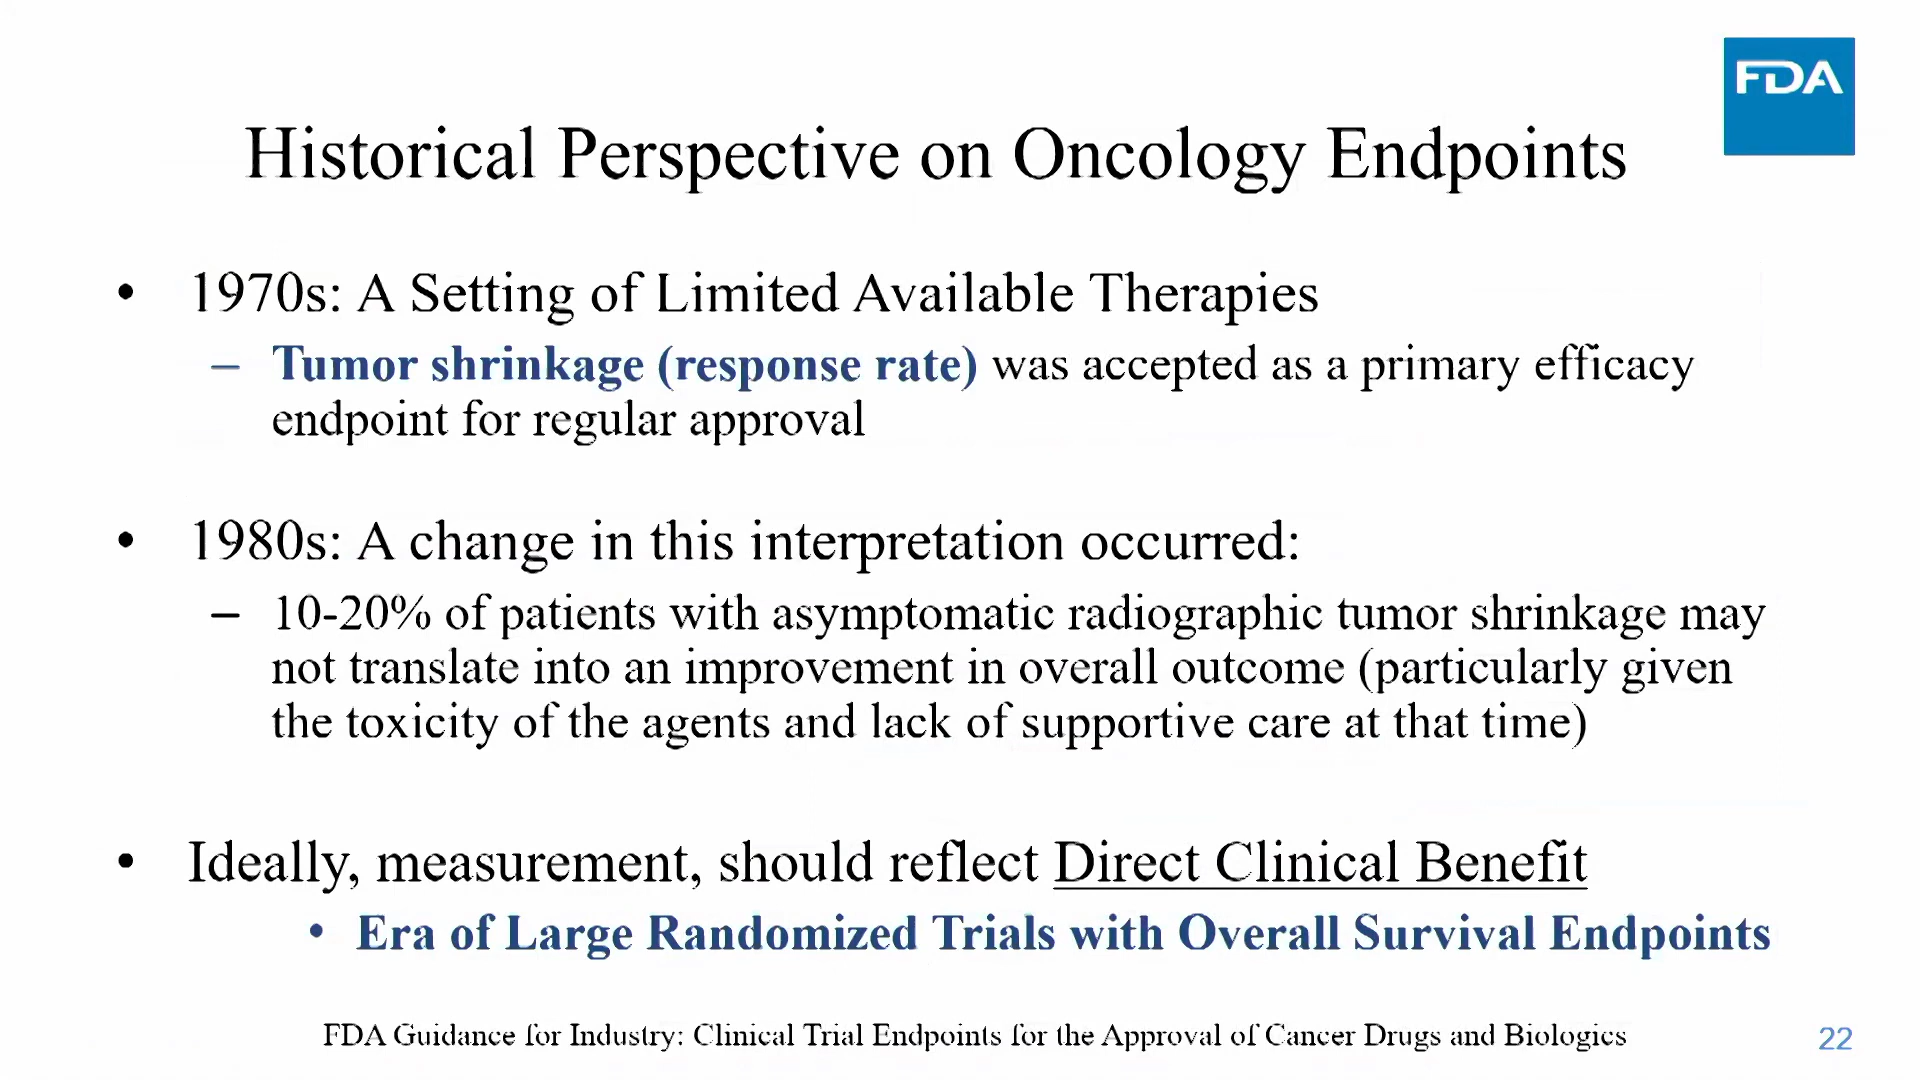 FDA
Historical Perspective on Oncology Endpoints
• 1970s: A Setting of Limited Available Therapies
– Tumor shrinkage (response rate) was accepted as a primary efficacy
endpoint for regular approval
• 1980s: A change in this interpretation occurred:
– 10-20% of patients with asymptomatic radiographic tumor shrinkage may
not translate into an improvement in overall outcome (particularly given
the toxicity of the agents and lack of supportive care at that time)
• Ideally, measurement, should reflect Direct Clinical Benefit
• Era of Large Randomized Trials with Overall Survival Endpoints
FDA Guidance for Industry: Clinical Trial Endpoints for the Approval of Cancer Drugs and Biologics
22